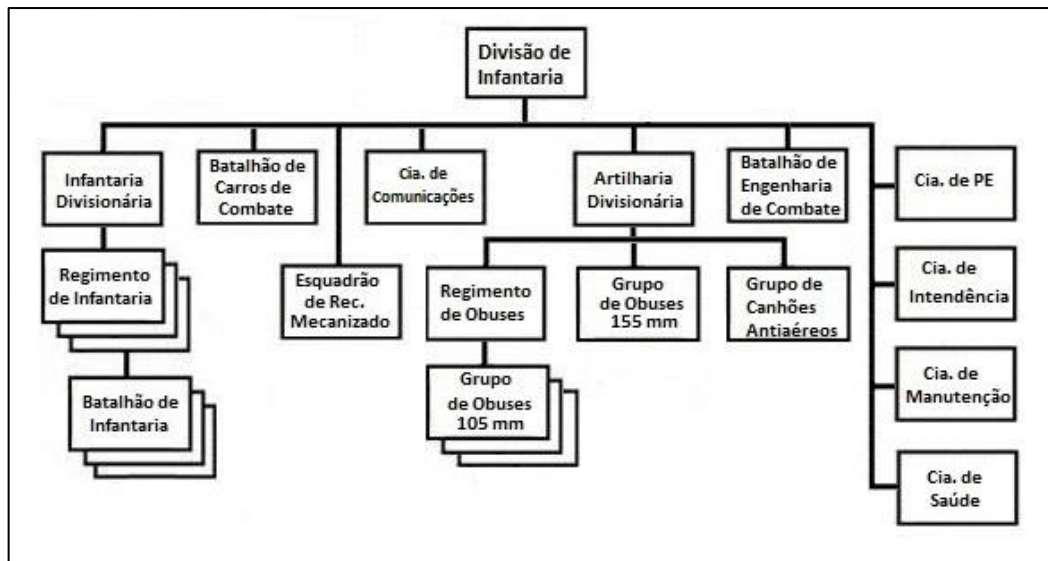 Divisão de
Infantaria
Infantaria
Divisionária
Batalhão de
Carros de
Combate
Cia. de
Comunicações
Artilharia
Divisionária
Batalhão de
Engenharia
de Combate
Cia. de PE
Regimento
de Infantaria
Esquadrão
de Rec.
Mecanizado
Regimento
de Obuses
Grupo
de Obuses
155 mm
Grupo de
Canhões
Antiaéreos
Cia. de
Intendência
Batalhão de
Infantaria
Grupo
de Obuses
105 mm
Cia. de
Manutenção
Cia. de
Saúde